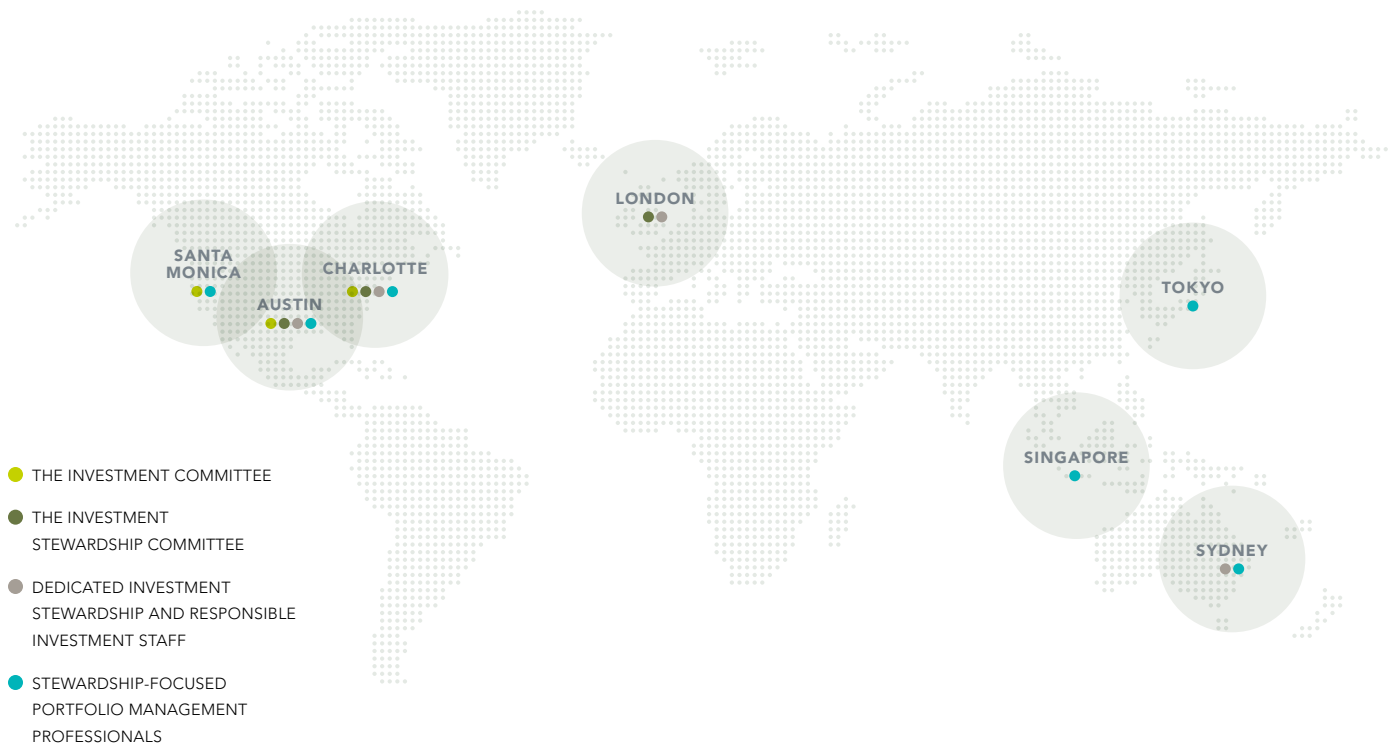 LONDON
SANTA
MONICA
CHARLOTTE
AUSTIN
TOKYO
SINGAPORE
SYDNEY
THE INVESTMENT COMMITTEE
THE INVESTMENT
STEWARDSHIP COMMITTEE
DEDICATED INVESTMENT
STEWARDSHIP AND RESPONSIBLE
INVESTMENT STAFF
STEWARDSHIP-FOCUSED
PORTFOLIO MANAGEMENT
PROFESSIONALS